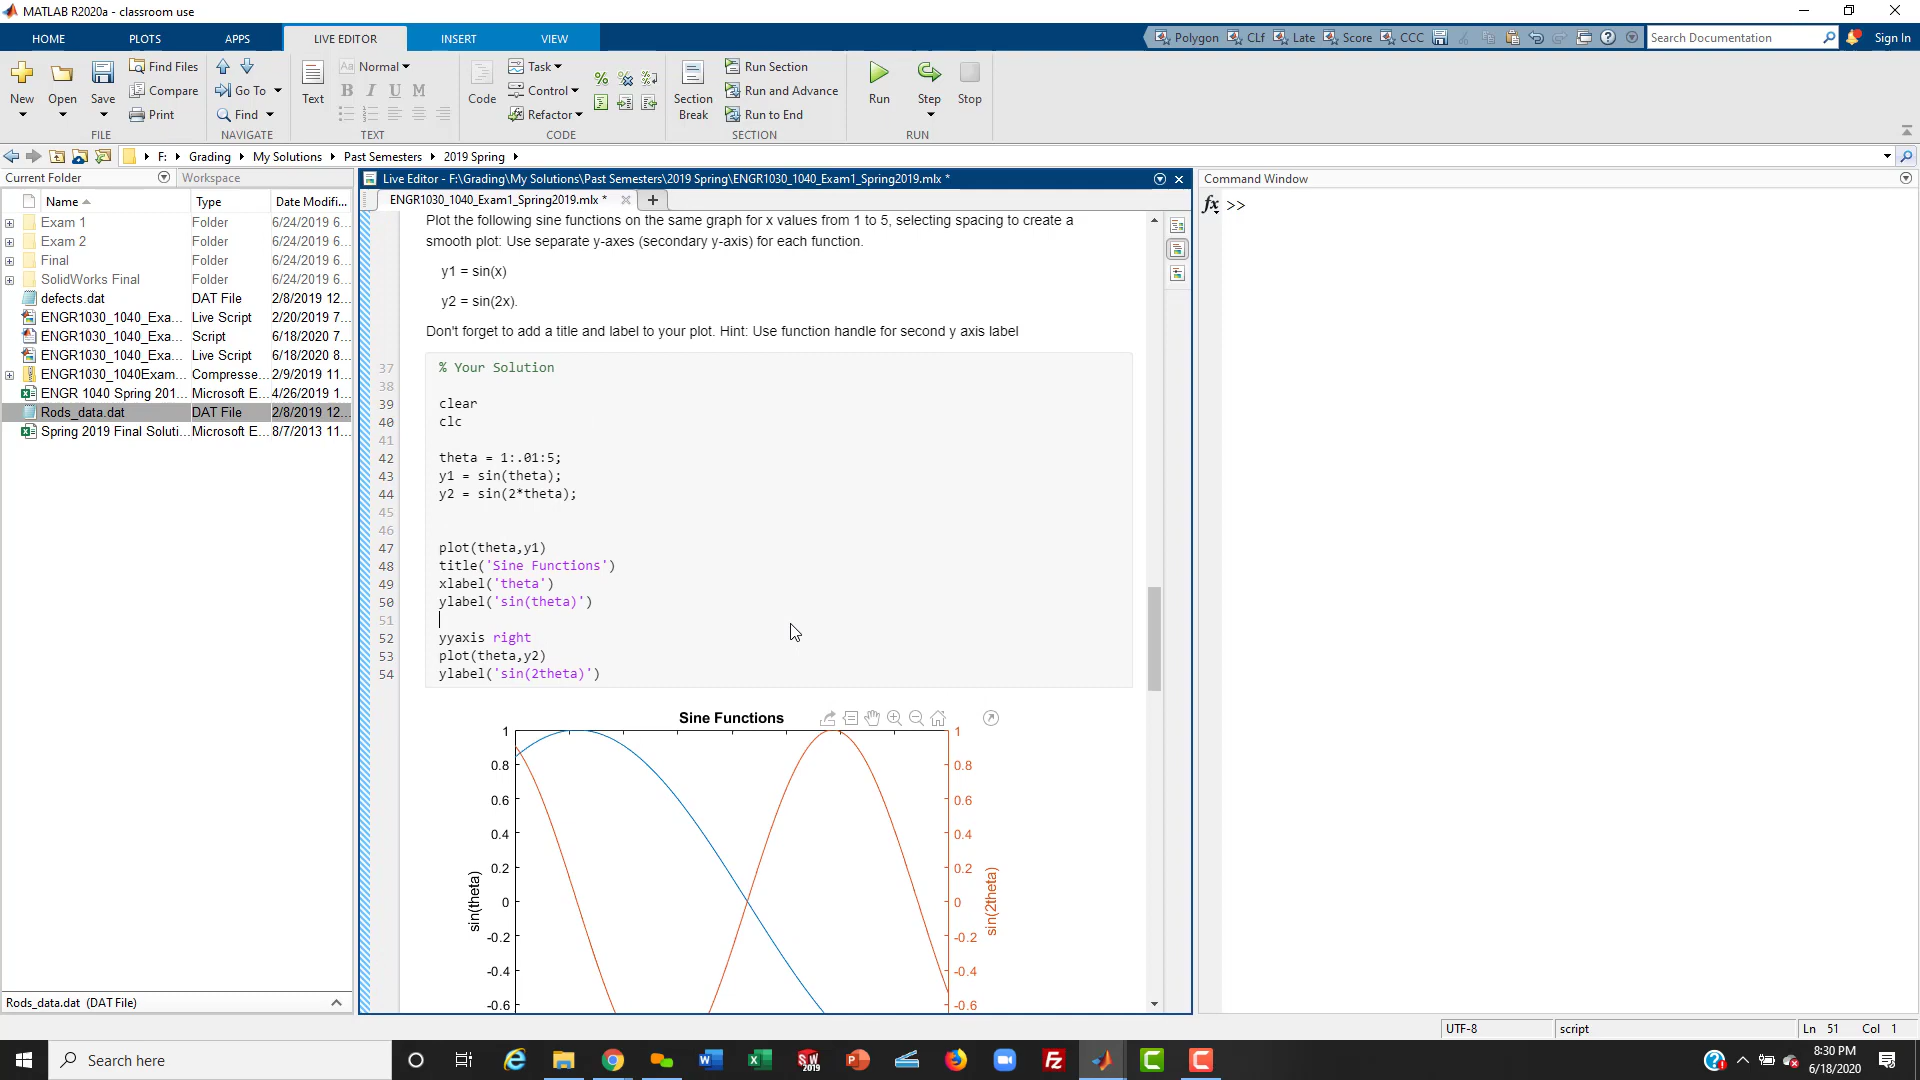 MATLAB R2020a - classroom use
HOME PLOTS APPS LIVE EDITOR INSERT VIEW
Polygon CLf Late Score CCC
Search Documentation
Sign In
New Open Save
Find Files
Compare
Print
FILE
Go To
Find
NAVIGATE
Text
Normal
B I U M
TEXT
Code
Task
Control
Refactor
CODE
Section Break
Run Section
Run and Advance
Run to End
SECTION
Run Step Stop
RUN
F: Grading My Solutions Past Semesters 2019 Spring
Current Folder Workspace
Name Type Date Modifi...
Exam 1 Folder 6/24/2019 6...
Exam 2 Folder 6/24/2019 6...
Final Folder 6/24/2019 6...
SolidWorks Final Folder 6/24/2019 6...
defects.dat DAT File 2/8/2019 12...
ENGR1030_1040_Exa... Live Script 2/20/2019 7...
ENGR1030_1040_Exa... Script 6/18/2020 7...
ENGR1030_1040_Exa... Live Script 6/18/2020 8...
ENGR1030_1040Exam... Compresse... 2/9/2019 11...
ENGR 1040 Spring 201... Microsoft E... 4/26/2019 1...
Rods_data.dat DAT File 2/8/2019 12...
Spring 2019 Final Soluti... Microsoft E... 8/7/2013 11...
Rods_data.dat (DAT File)
Live Editor - F:\Grading\My Solutions\Past Semesters\2019 Spring\ENGR1030_1040_Exam1_Spring2019.mlx *
ENGR1030_1040_Exam1_Spring2019.mlx *
Plot the following sine functions on the same graph for x values from 1 to 5, selecting spacing to create a
smooth plot: Use separate y-axes (secondary y-axis) for each function.
y1 = sin(x)
y2 = sin(2x).
Don't forget to add a title and label to your plot. Hint: Use function handle for second y axis label
37 % Your Solution
38
39 clear
40 clc
41
42 theta = 1:.01:5;
43 y1 = sin(theta);
44 y2 = sin(2*theta);
45
46
47 plot(theta,y1)
48 title('Sine Functions')
49 xlabel('theta')
50 ylabel('sin(theta)')
51
52 yyaxis right
53 plot(theta,y2)
54 ylabel('sin(2theta)')
Sine Functions
1 1
0.8 0.8
0.6 0.6
0.4 0.4
0.2 0.2
0 0
-0.2 -0.2
-0.4 -0.4
-0.6 -0.6
sin(theta)
sin(2theta)
Command Window
fx >>
UTF-8 script Ln 51 Col 1
Search here
SW 2019
8:30 PM
6/18/2020